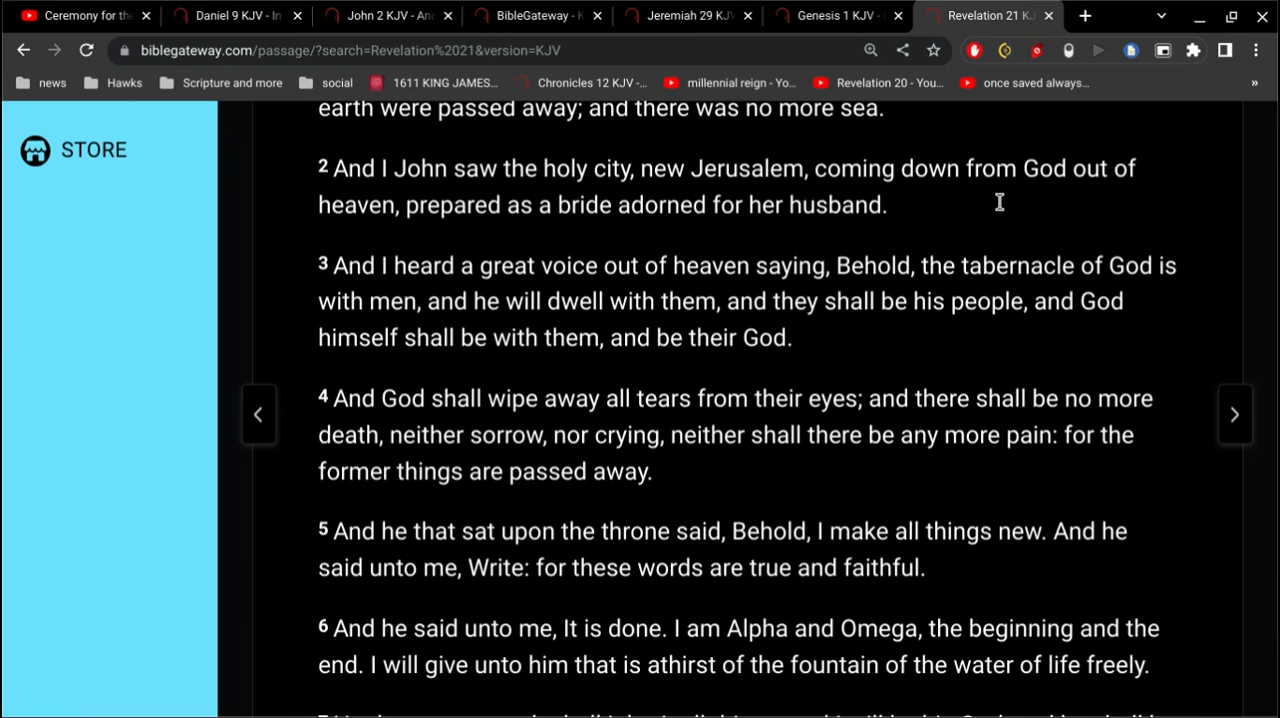 Ceremony for th
Daniel 9 KJV - In
John 2 KJV - And
BibleGateway - K
Jeremiah 29 KJV
Genesis 1 KJV -
Revelation 21 KJ
biblegateway.com/passage/?search=Revelation%2021&version=KJV
news
Hawks
Scripture and more
social
1611 KING JAMES...
Chronicles 12 KJV -...
millennial reign - Yo...
Revelation 20 - You...
once saved always...
»
STORE
earth were passed away; and there was no more sea.
2 And I John saw the holy city, new Jerusalem, coming down from God out of
heaven, prepared as a bride adorned for her husband.
3 And I heard a great voice out of heaven saying, Behold, the tabernacle of God is
with men, and he will dwell with them, and they shall be his people, and God
himself shall be with them, and be their God.
4 And God shall wipe away all tears from their eyes; and there shall be no more
death, neither sorrow, nor crying, neither shall there be any more pain: for the
former things are passed away.
5 And he that sat upon the throne said, Behold, I make all things new. And he
said unto me, Write: for these words are true and faithful.
6 And he said unto me, It is done. I am Alpha and Omega, the beginning and the
end. I will give unto him that is athirst of the fountain of the water of life freely.